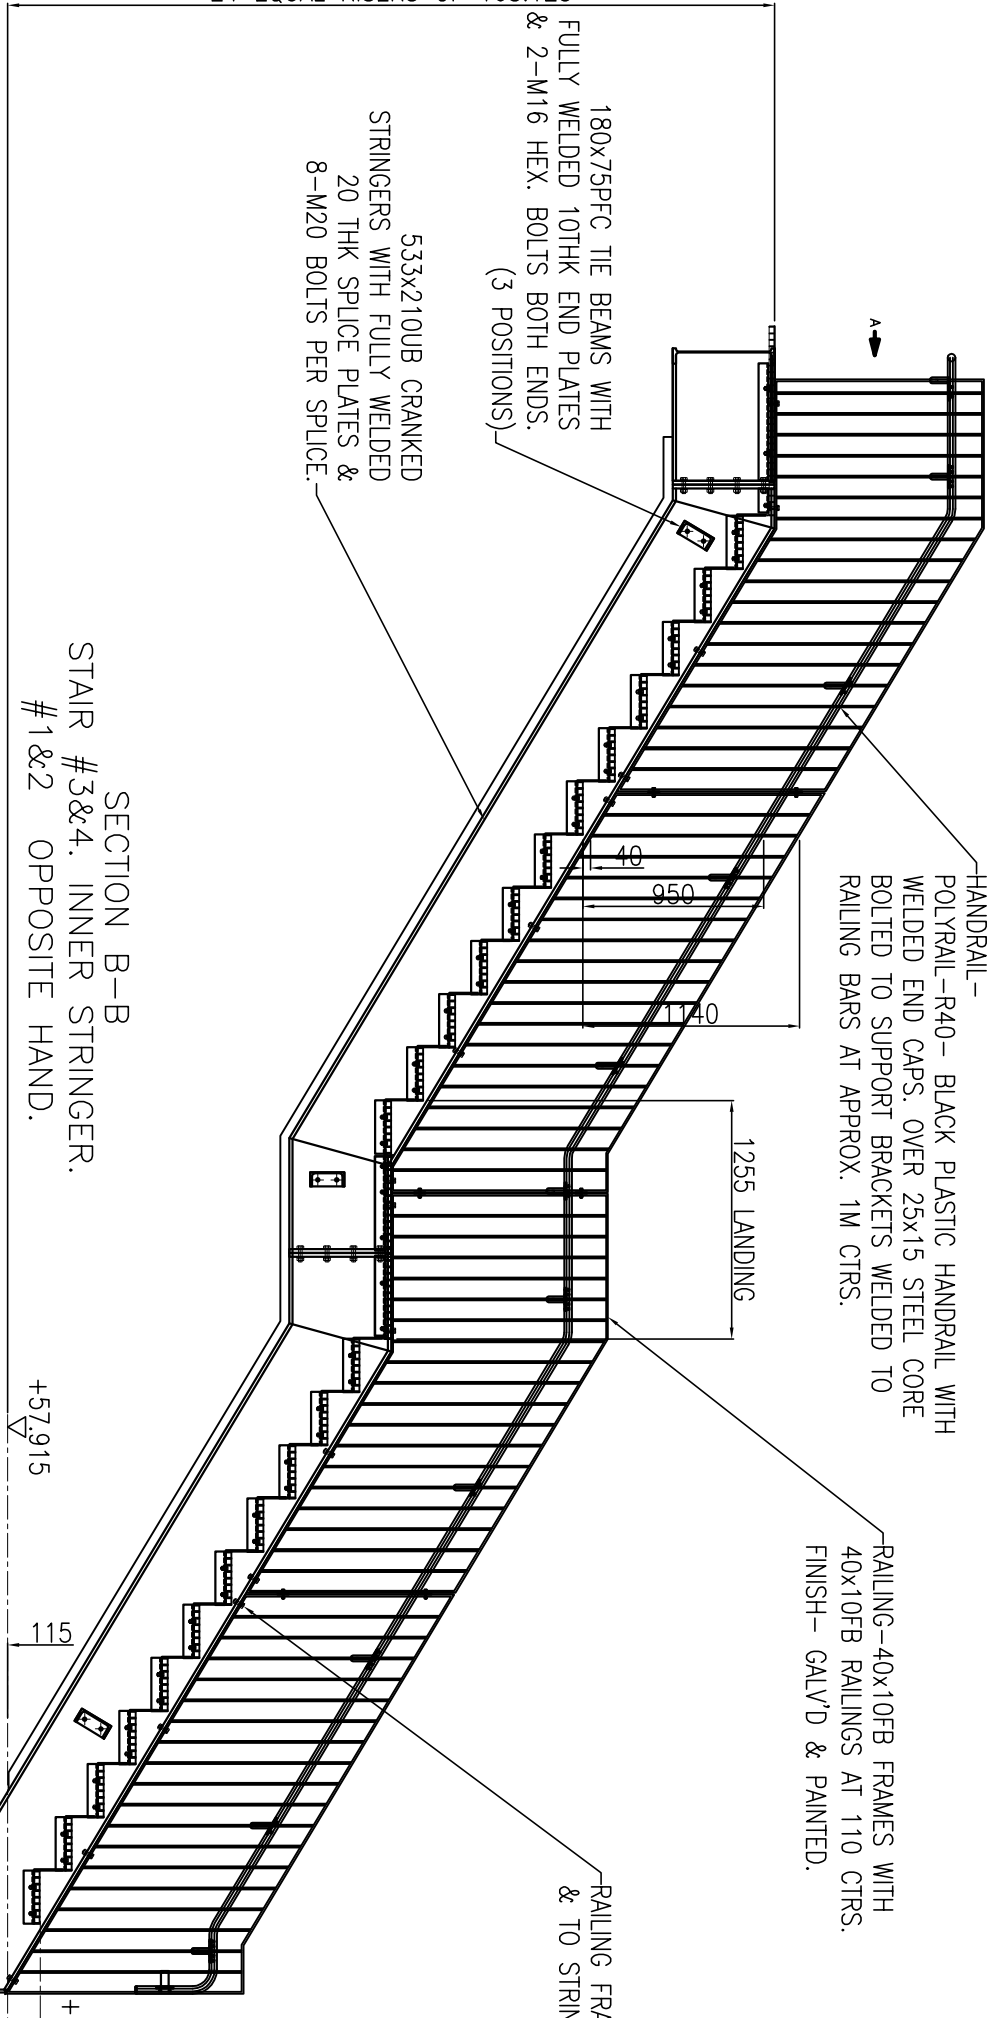 HANDRAIL-
POLYRAIL-R40- BLACK PLASTIC HANDRAIL WITH
WELDED END CAPS. OVER 25x15 STEEL CORE
BOLTED TO SUPPORT BRACKETS WELDED TO
RAILING BARS AT APPROX. 1M CTRS.
RAILING-40x10FB FRAMES WITH
40x10FB RAILINGS AT 110 CTRS.
FINISH- GALV'D & PAINTED.
A
1255 LANDING
40
950
1140
180x75PFC TIE BEAMS WITH
FULLY WELDED 10THK END PLATES
& 2-M16 HEX. BOLTS BOTH ENDS.
(3 POSITIONS)
533x210UB CRANKED
STRINGERS WITH FULLY WELDED
20 THK SPLICE PLATES &
8-M20 BOLTS PER SPLICE.
RAILING FRA
& TO STRIN
SECTION B-B
STAIR #3&4. INNER STRINGER.
#1&2 OPPOSITE HAND.
+57.915
115
+